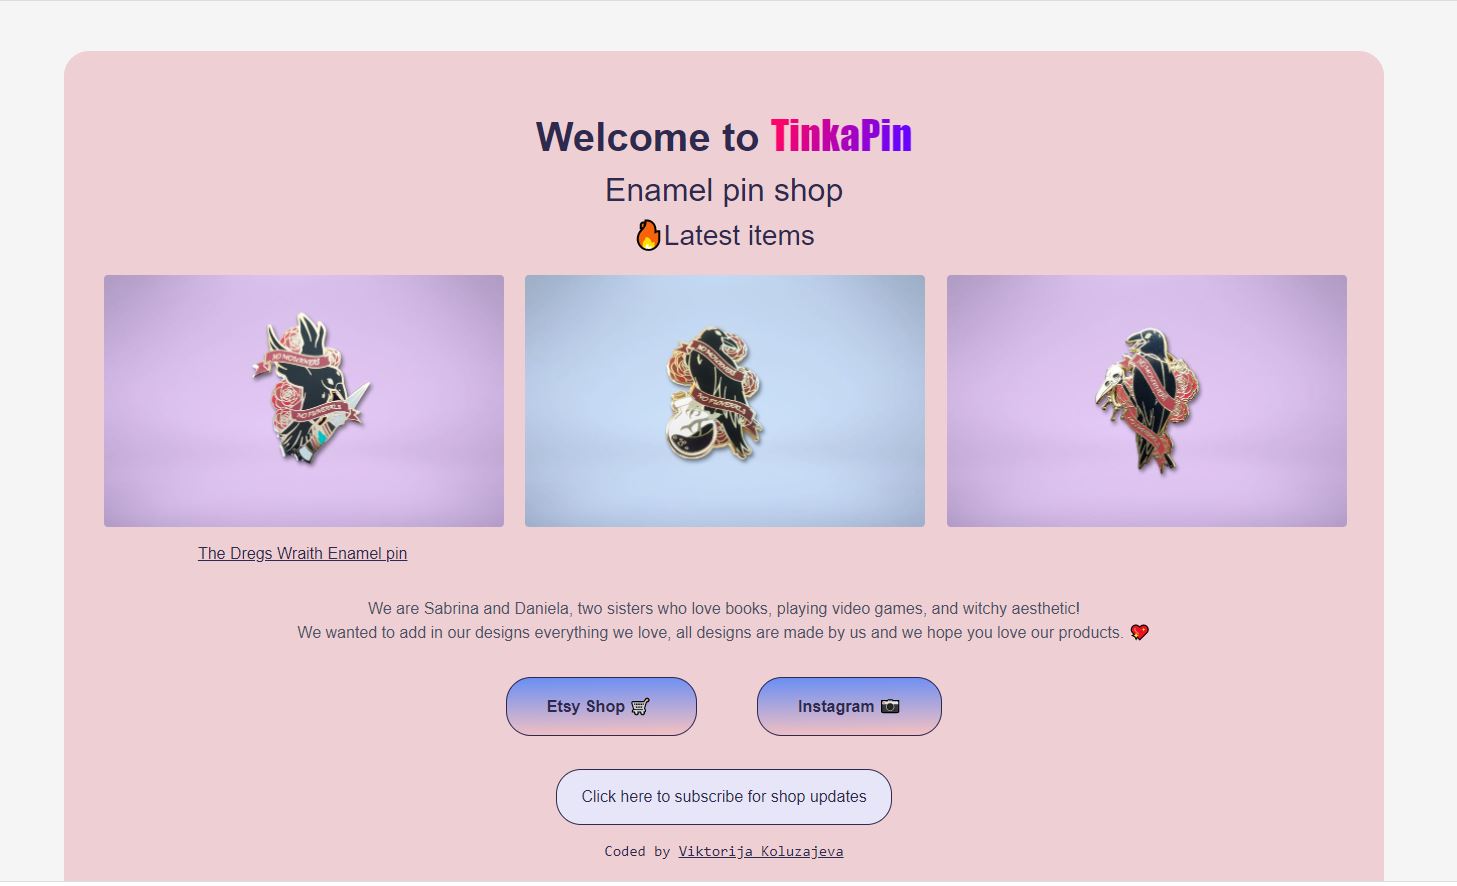 Welcome to TinkaPin
Enamel pin shop
🔥Latest items
NO MOURNERS
NO FUNERALS
NO MOURNERS
NO FUNERALS
NO MOURNERS
The Dregs Wraith Enamel pin
We are Sabrina and Daniela, two sisters who love books, playing video games, and witchy aesthetic!
We wanted to add in our designs everything we love, all designs are made by us and we hope you love our products. 💖
Etsy Shop 🛒
Instagram 📷
Click here to subscribe for shop updates
Coded by Viktorija Koluzajeva